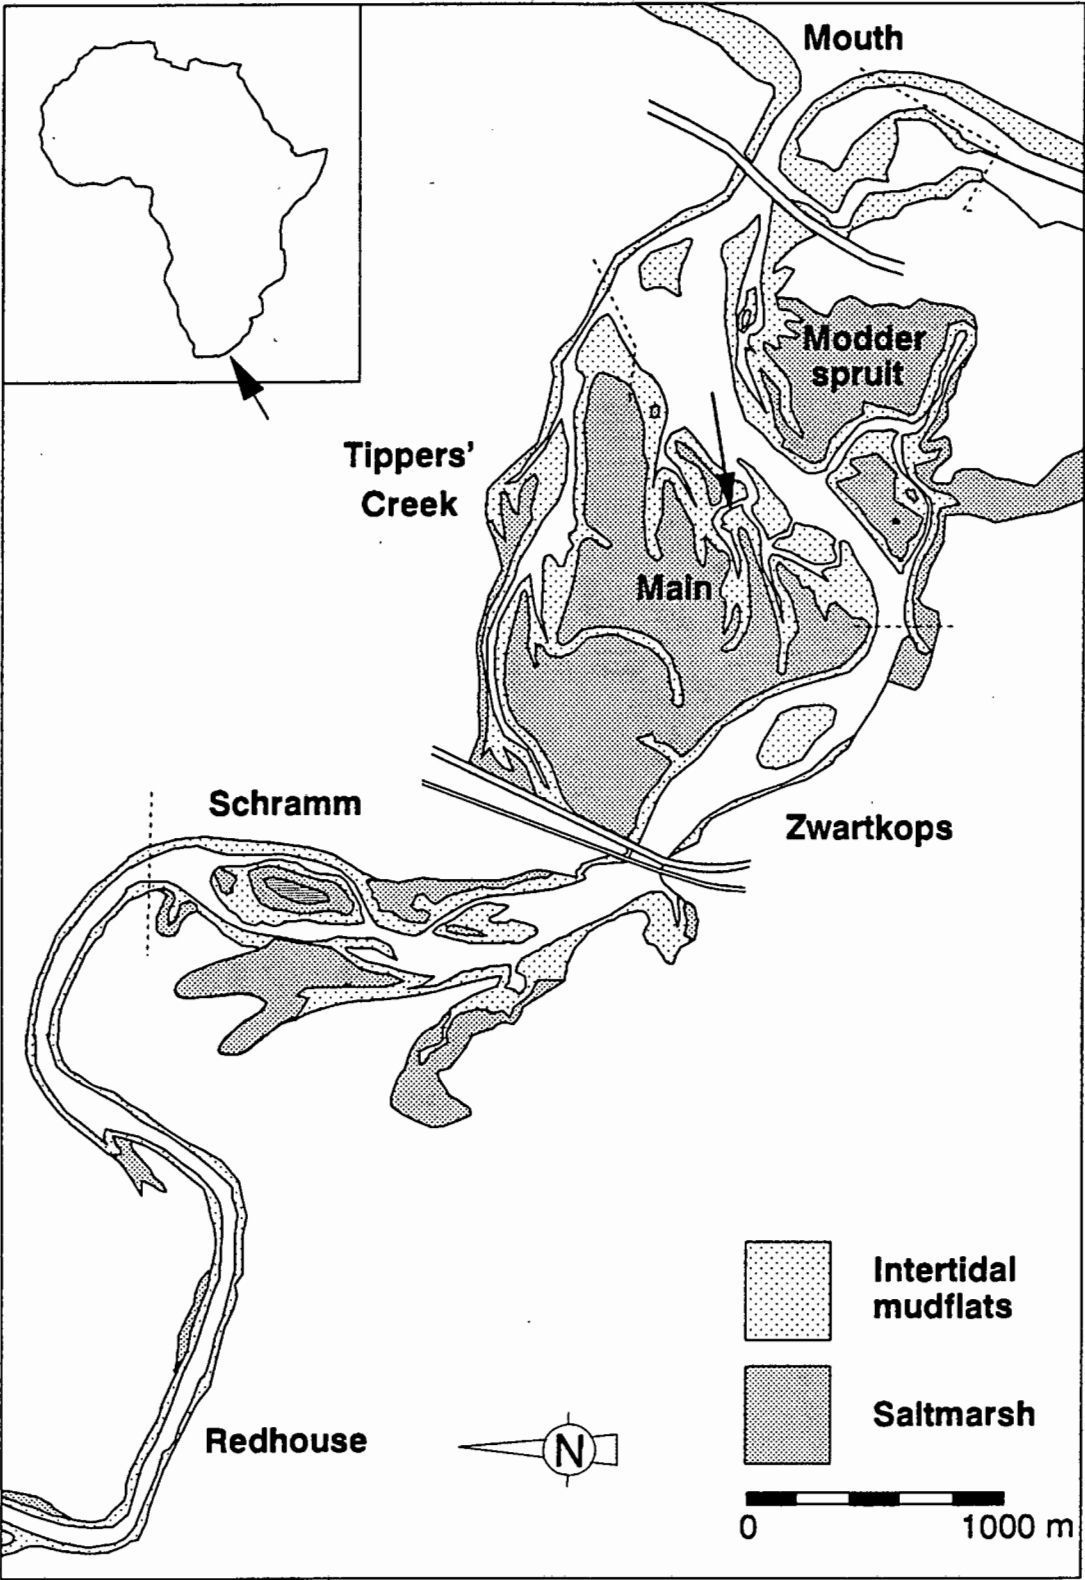 Mouth
Modder
spruit
Tippers'
Creek
Main
Schramm
Zwartkops
Intertidal
mudflats
Saltmarsh
Redhouse
N
0 1000 m